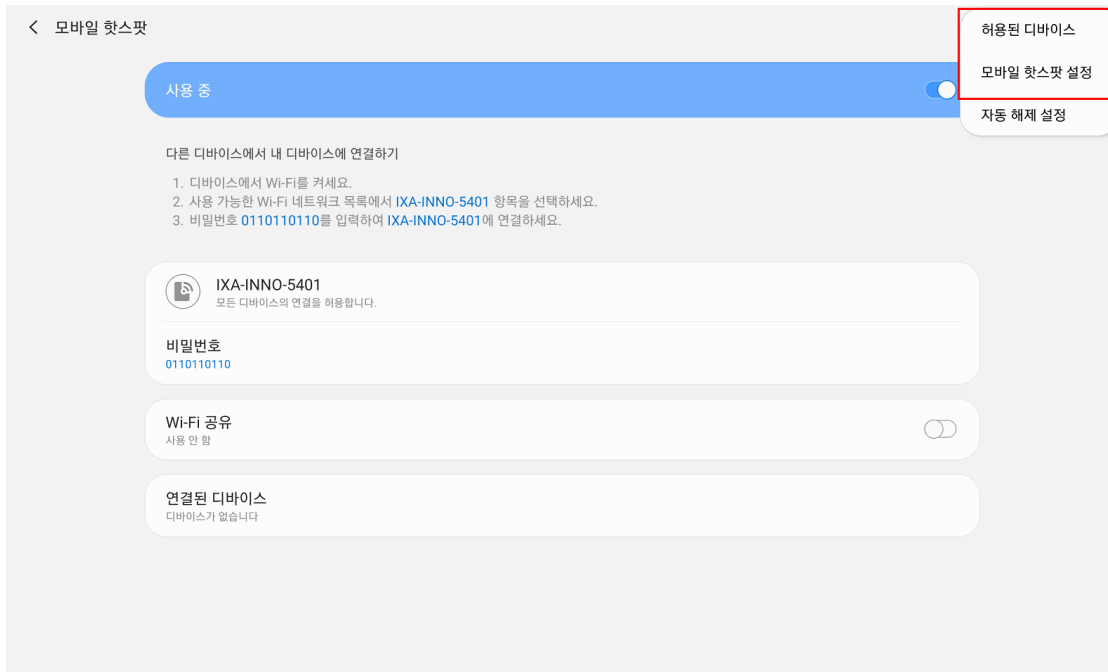 모바일 핫스팟
허용된 디바이스
모바일 핫스팟 설정
자동 해제 설정
사용 중
다른 디바이스에서 내 디바이스에 연결하기
1. 디바이스에서 Wi-Fi를 켜세요.
2. 사용 가능한 Wi-Fi 네트워크 목록에서 IXA-INNO-5401 항목을 선택하세요.
3. 비밀번호 0110110110를 입력하여 IXA-INNO-5401에 연결하세요.
IXA-INNO-5401
모든 디바이스의 연결을 허용합니다.
비밀번호
0110110110
Wi-Fi 공유
사용 안 함
연결된 디바이스
디바이스가 없습니다